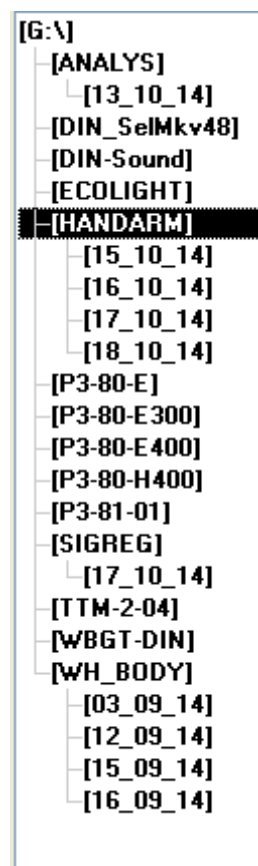 [G:\]
[ANALYS]
[13_10_14]
[DIN_SelMkv48]
[DIN-Sound]
[ECOLIGHT]
[HANDARM]
[15_10_14]
[16_10_14]
[17_10_14]
[18_10_14]
[P3-80-E]
[P3-80-E300]
[P3-80-E400]
[P3-80-H400]
[P3-81-01]
[SIGREG]
[17_10_14]
[TTM-2-04]
[WBGT-DIN]
[WH_BODY]
[03_09_14]
[12_09_14]
[15_09_14]
[16_09_14]